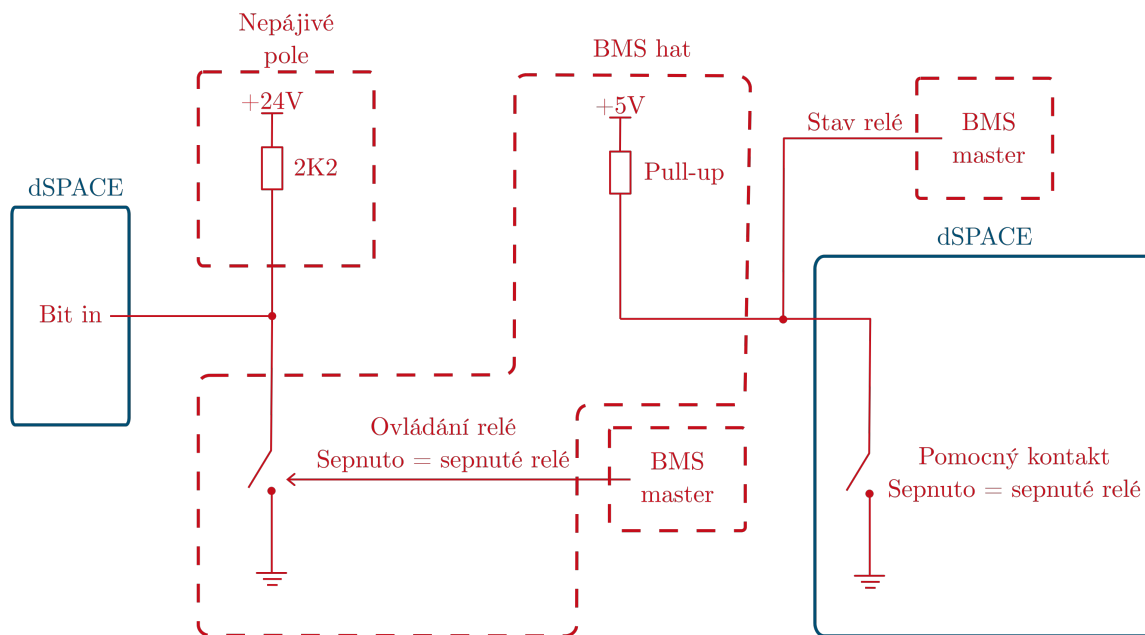 Nepájivé
pole
+24V
2K2
dSPACE
Bit in
BMS hat
+5V
Pull-up
Stav relé
BMS
master
dSPACE
Ovládání relé
Sepnuto = sepnuté relé
BMS
master
Pomocný kontakt
Sepnuto = sepnuté relé